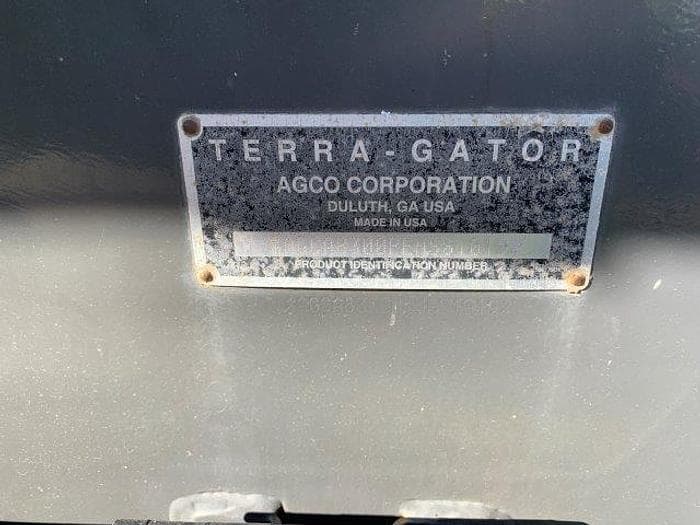 TERRA-GATOR
AGCO CORPORATION
DULUTH, GA USA
MADE IN USA
PRODUCT IDENTIFICATION NUMBER